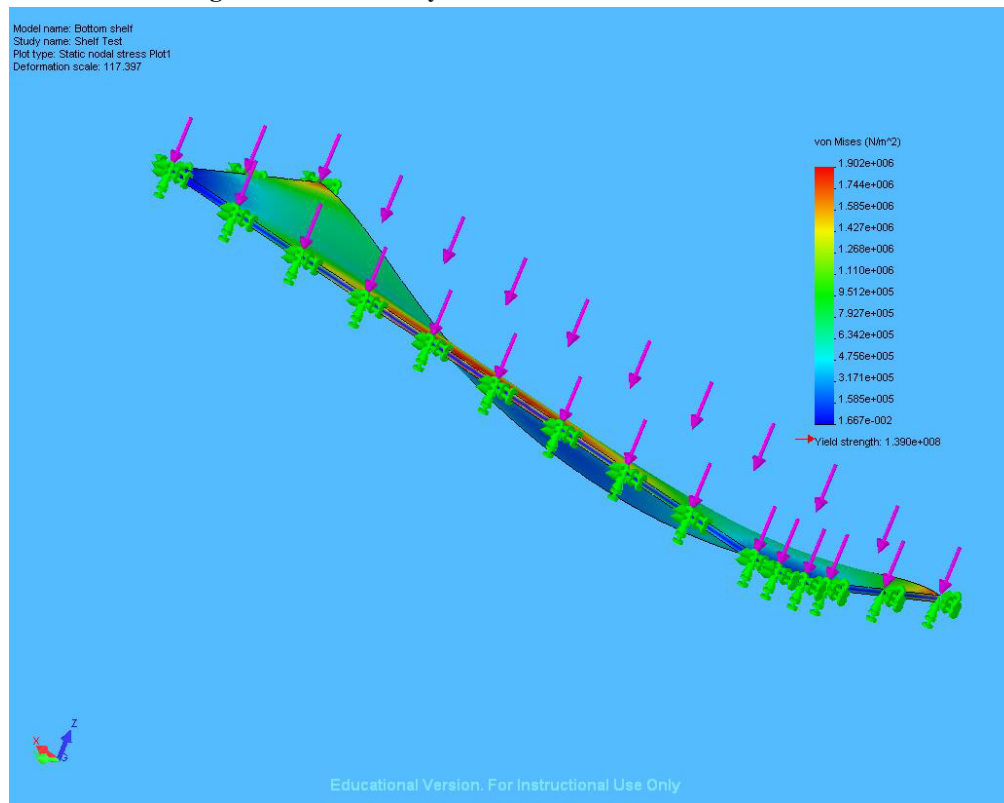 Model name: Bottom shelf
Study name: Shelf Test
Plot type: Static nodal stress Plot1
Deformation scale: 117.397
von Mises (N/m^2)
1.902e+006
1.744e+006
1.585e+006
1.427e+006
1.268e+006
1.110e+006
9.512e+005
7.927e+005
6.342e+005
4.756e+005
3.171e+005
1.585e+005
1.667e-002
Yield strength: 1.390e+008
Z
X
Educational Version. For Instructional Use Only